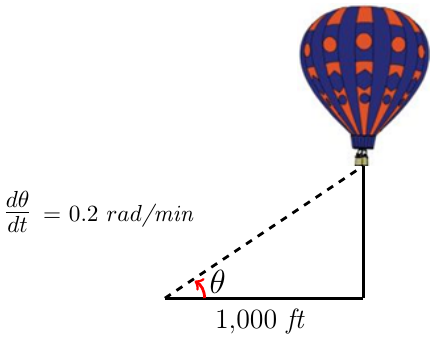 dθ/dt = 0.2 rad/min
θ
1,000 ft